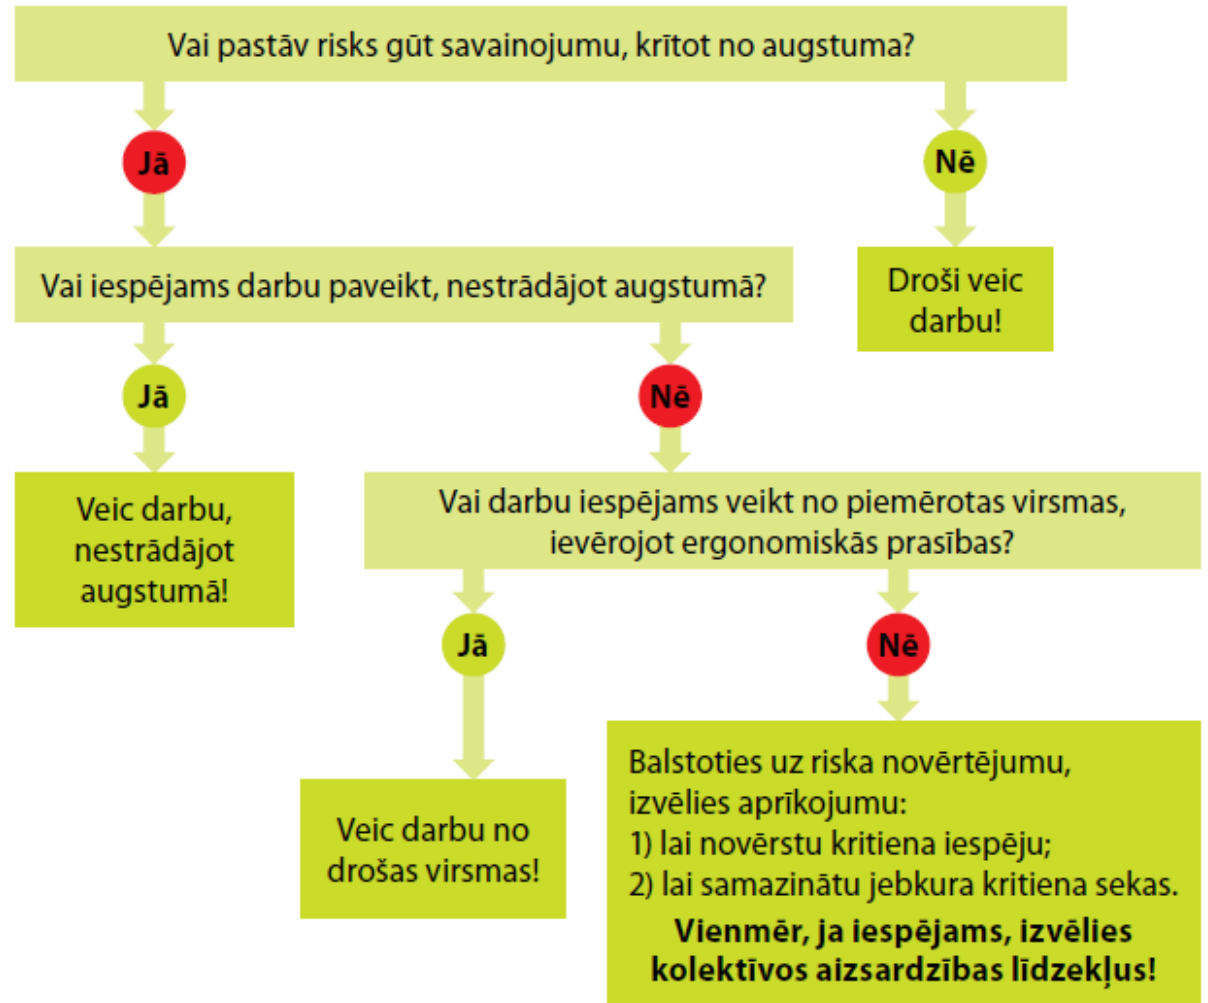 Vai pastāv risks gūt savainojumu, krītot no augstuma?
Jā
Nē
Vai iespējams darbu paveikt, nestrādājot augstumā?
Droši veic
darbu!
Jā
Nē
Veic darbu,
nestrādājot
augstumā!
Vai darbu iespējams veikt no piemērotas virsmas,
ievērojot ergonomiskās prasības?
Jā
Nē
Veic darbu no
drošas virsmas!
Balstoties uz riska novērtējumu,
izvēlies aprīkojumu:
1) lai novērstu kritiena iespēju;
2) lai samazinātu jebkura kritiena sekas.
Vienmēr, ja iespējams, izvēlies
kolektīvos aizsardzības līdzekļus!